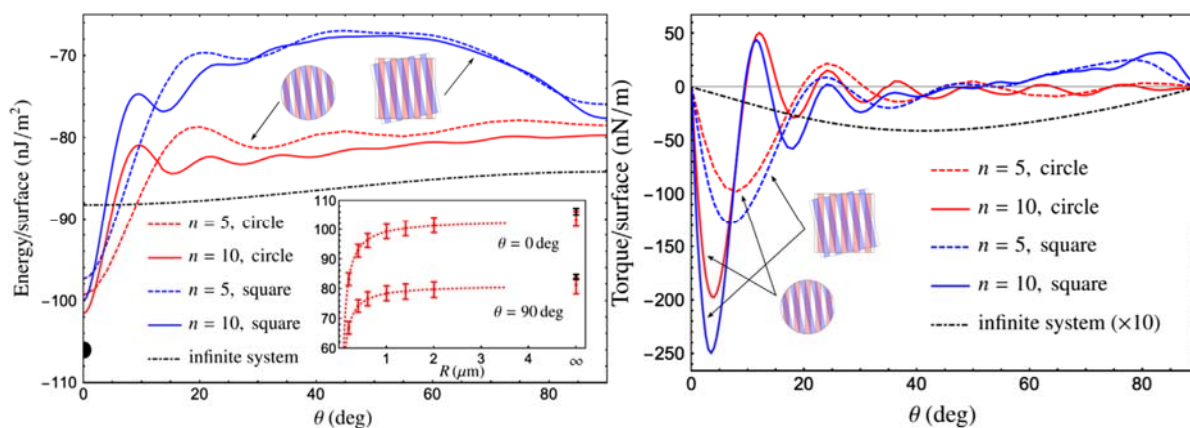 Energy/surface (nJ/m²)
-70
-80
-90
-100
-110
0
20
40
60
80
θ (deg)
n = 5, circle
n = 10, circle
n = 5, square
n = 10, square
infinite system
110
100
90
80
70
60
θ = 0 deg
θ = 90 deg
0
1
2
3
4
∞
R(μm)
Torque/surface (nN/m)
50
0
-50
-100
-150
-200
-250
0
20
40
60
80
θ (deg)
n = 5, circle
n = 10, circle
n = 5, square
n = 10, square
infinite system (×10)